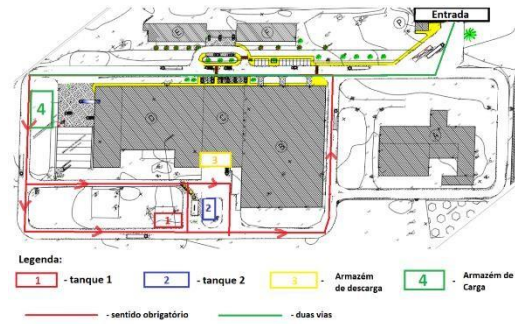 Entrada
E
F
P
4
D
C
B
A
3
1
2
Legenda:
1 - tanque 1
2 - tanque 2
3 - Armazém de descarga
4 - Armazém de Carga
- sentido obrigatório
- duas vias